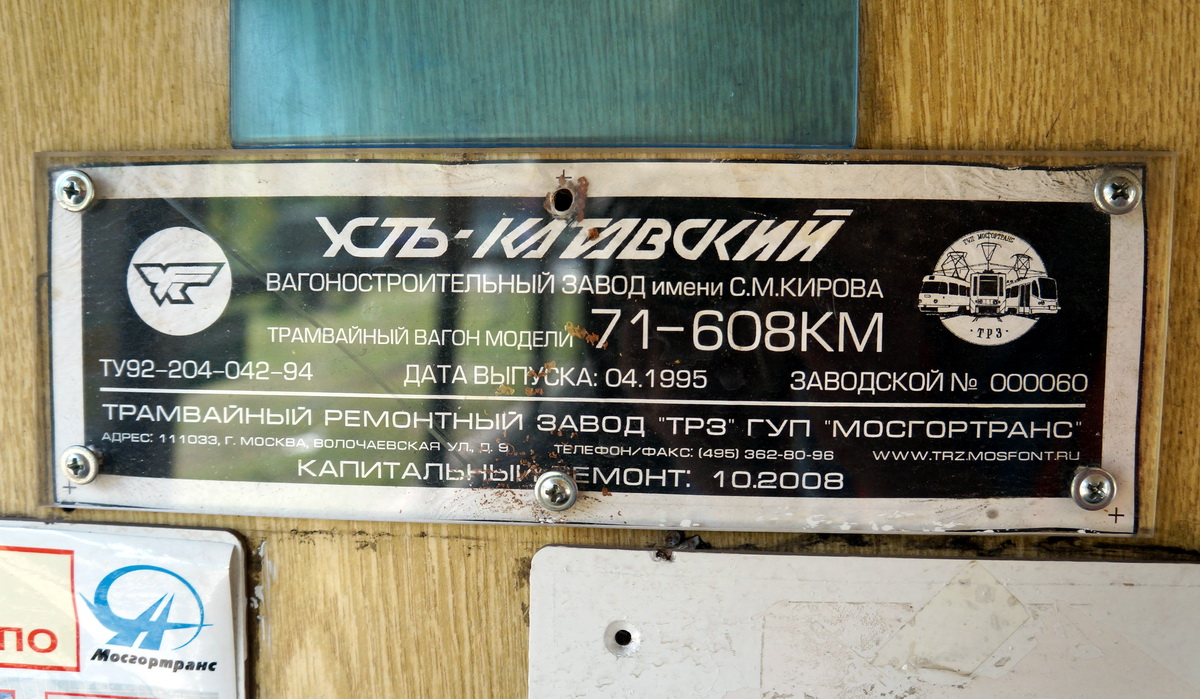 УСТЬ-КАТАВСКИЙ
ВАГОНОСТРОИТЕЛЬНЫЙ ЗАВОД имени С.М.КИРОВА
ТРАМВАЙНЫЙ ВАГОН МОДЕЛИ 71-608КМ
ТУ92-204-042-94 ДАТА ВЫПУСКА: 04.1995 ЗАВОДСКОЙ № 000060
ГУП МОСГОРТРАНС
·ТРЗ·
ТРАМВАЙНЫЙ РЕМОНТНЫЙ ЗАВОД "ТРЗ" ГУП "МОСГОРТРАНС"
АДРЕС: 111033, Г. МОСКВА, ВОЛОЧАЕВСКАЯ УЛ., Д. 9 ТЕЛЕФОН/ФАКС: (495) 362-80-96 WWW.TRZ.MOSFONT.RU
КАПИТАЛЬНЫЙ РЕМОНТ: 10.2008
ПО
Мосгортранс